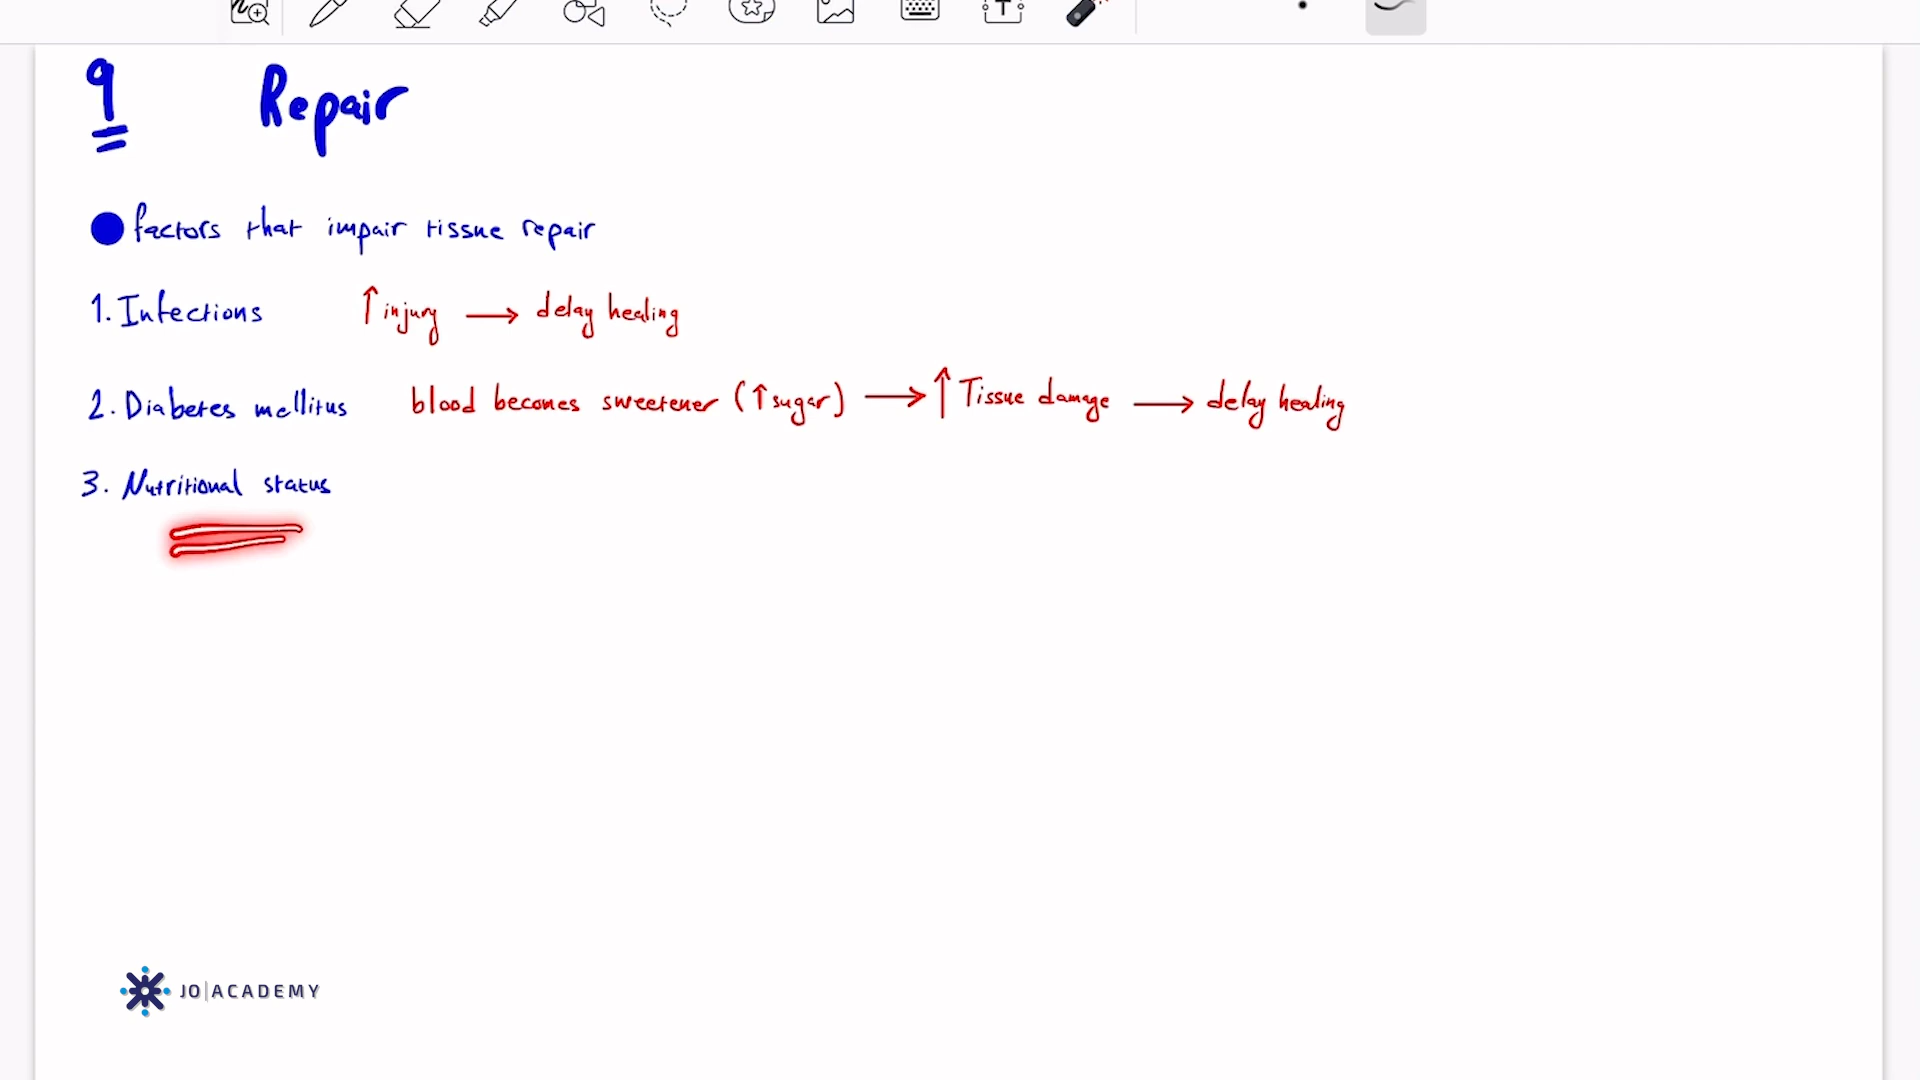 9 Repair
● factors that impair tissue repair
1. Infections ↑ injury → delay healing
2. Diabetes mellitus blood becomes sweetener (↑ sugar) → ↑ Tissue damage → delay healing
3. Nutritional status
JO|ACADEMY